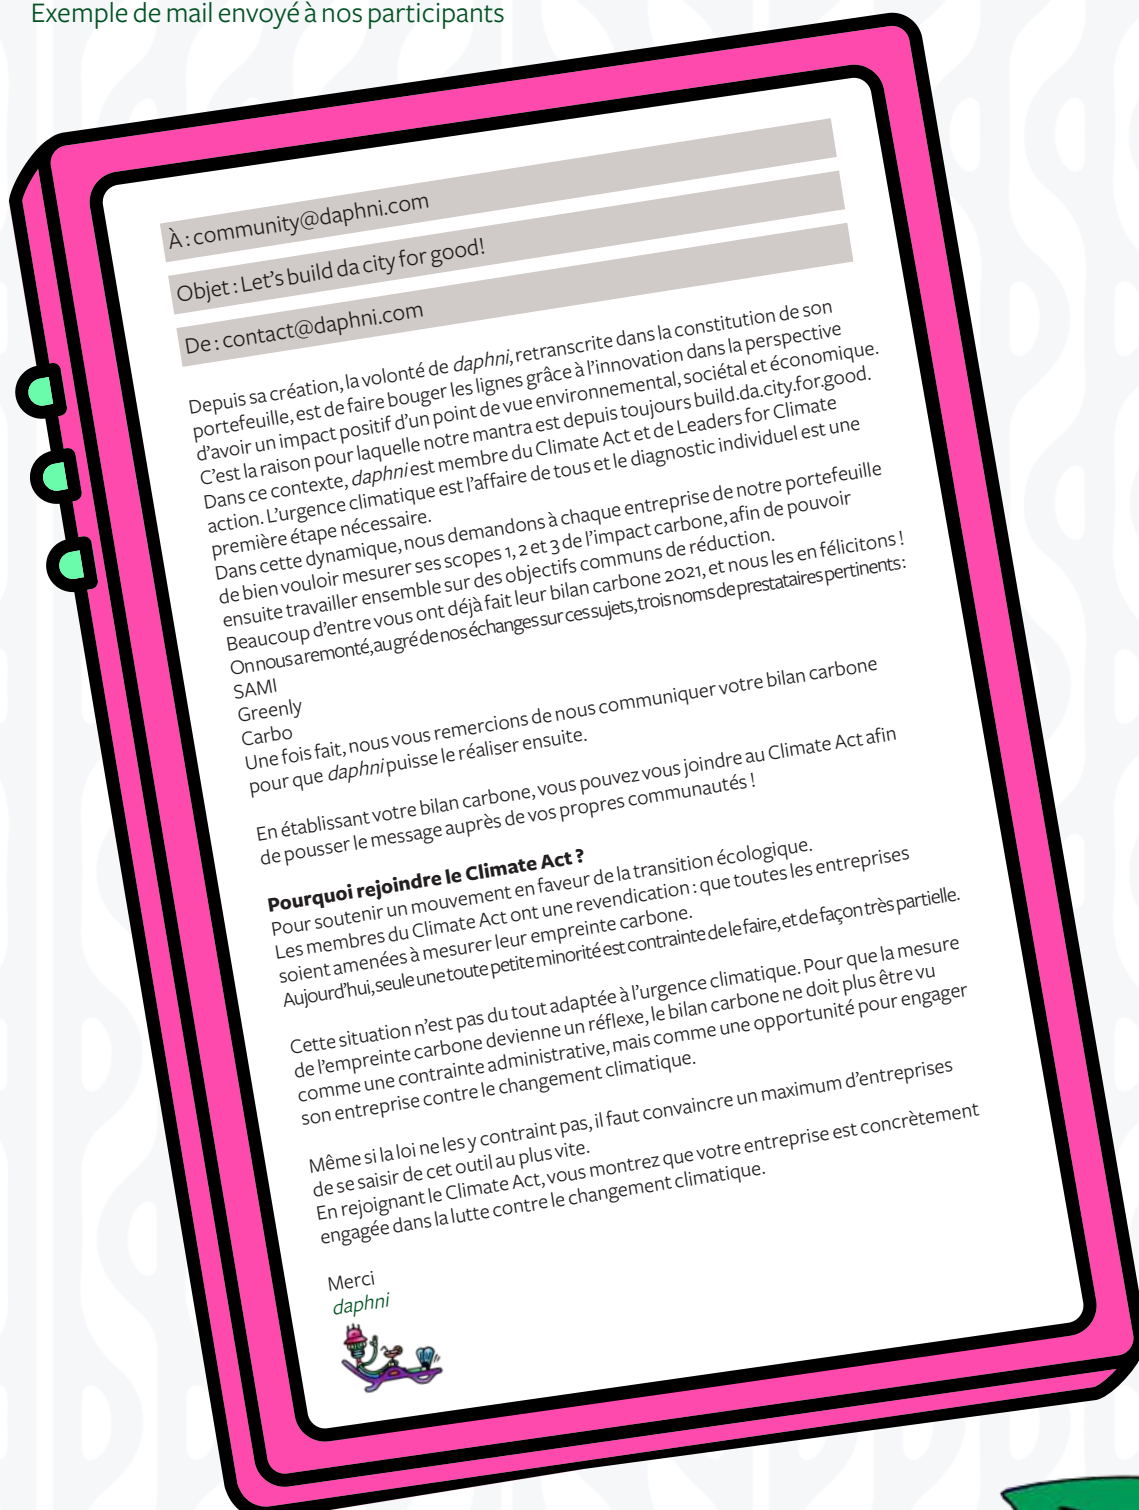 Exemple de mail envoyé à nos participants
À : community@daphni.com
Objet : Let's build da city for good!
De : contact@daphni.com
Depuis sa création, la volonté de daphni, retranscrite dans la constitution de son
portefeuille, est de faire bouger les lignes grâce à l'innovation dans la perspective
d'avoir un impact positif d'un point de vue environnemental, sociétal et économique.
C'est la raison pour laquelle notre mantra est depuis toujours build.da.city.for.good.
Dans ce contexte, daphni est membre du Climate Act et de Leaders for Climate
action. L'urgence climatique est l'affaire de tous et le diagnostic individuel est une
première étape nécessaire.
Dans cette dynamique, nous demandons à chaque entreprise de notre portefeuille
de bien vouloir mesurer ses scopes 1, 2 et 3 de l'impact carbone, afin de pouvoir
ensuite travailler ensemble sur des objectifs communs de réduction.
Beaucoup d'entre vous ont déjà fait leur bilan carbone 2021, et nous les en félicitons !
On nous a remonté, au gré de nos échanges sur ces sujets, trois noms de prestataires pertinents :
SAMI
Greenly
Carbo
Une fois fait, nous vous remercions de nous communiquer votre bilan carbone
pour que daphni puisse le réaliser ensuite.
En établissant votre bilan carbone, vous pouvez vous joindre au Climate Act afin
de pousser le message auprès de vos propres communautés !
Pourquoi rejoindre le Climate Act ?
Pour soutenir un mouvement en faveur de la transition écologique.
Les membres du Climate Act ont une revendication : que toutes les entreprises
soient amenées à mesurer leur empreinte carbone.
Aujourd'hui, seule une toute petite minorité est contrainte de le faire, et de façon très partielle.
Cette situation n'est pas du tout adaptée à l'urgence climatique. Pour que la mesure
de l'empreinte carbone devienne un réflexe, le bilan carbone ne doit plus être vu
comme une contrainte administrative, mais comme une opportunité pour engager
son entreprise contre le changement climatique.
Même si la loi ne les y contraint pas, il faut convaincre un maximum d'entreprises
de se saisir de cet outil au plus vite.
En rejoignant le Climate Act, vous montrez que votre entreprise est concrètement
engagée dans la lutte contre le changement climatique.
Merci
daphni